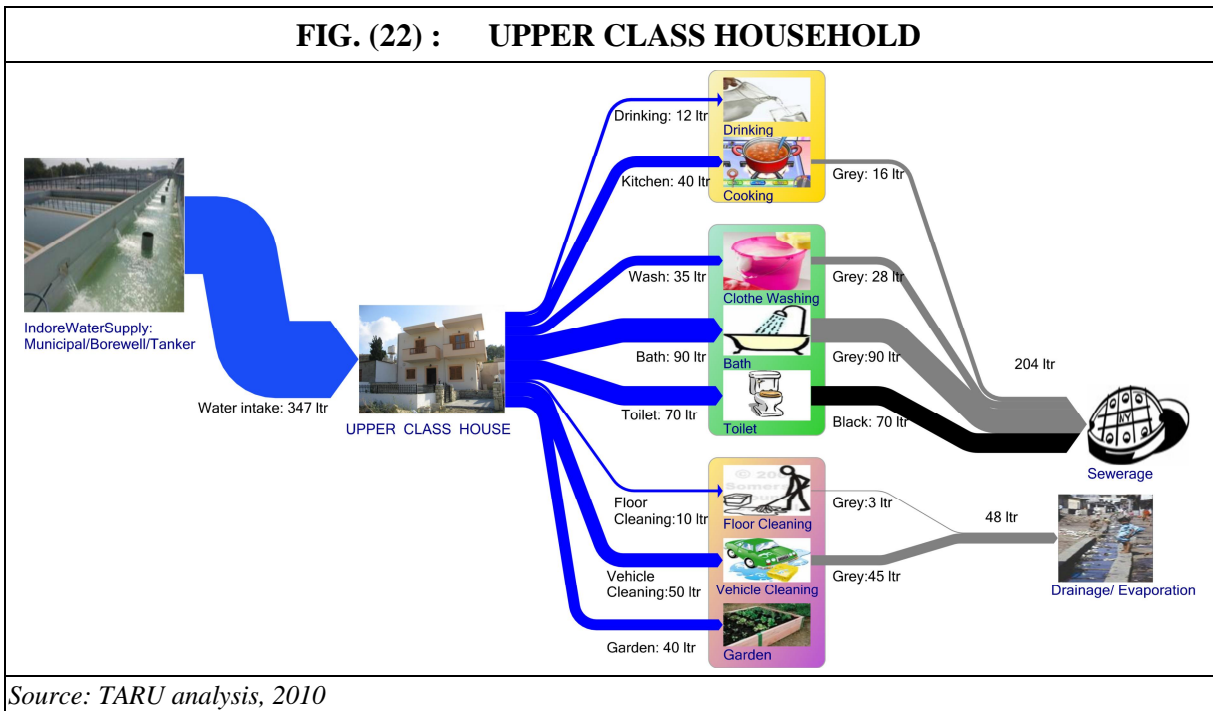 FIG. (22) : UPPER CLASS HOUSEHOLD
Drinking: 12 ltr
Drinking
Kitchen: 40 ltr
Cooking
Grey: 16 ltr
Wash: 35 ltr
Clothe Washing
Grey: 28 ltr
IndoreWaterSupply:
Municipal/Borewell/Tanker
Bath: 90 ltr
Bath
Grey:90 ltr
204 ltr
Water intake: 347 ltr
UPPER CLASS HOUSE
Toilet: 70 ltr
Toilet
Black: 70 ltr
NY
Sewerage
Floor
Cleaning:10 ltr
Floor Cleaning
Grey:3 ltr
48 ltr
Vehicle
Cleaning:50 ltr
Vehicle Cleaning
Grey:45 ltr
Drainage/ Evaporation
Garden: 40 ltr
Garden
Source: TARU analysis, 2010